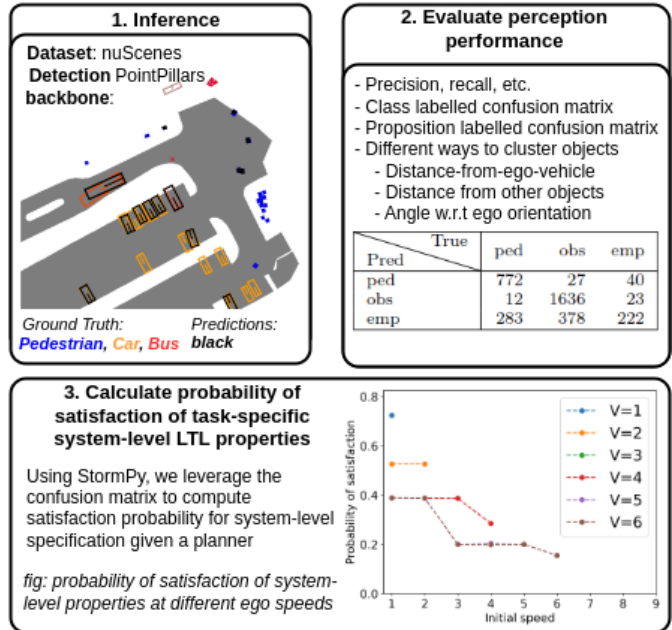 1. Inference
Dataset: nuScenes
Detection PointPillars
backbone:
Ground Truth:
Predictions:
Pedestrian, Car, Bus
black
2. Evaluate perception
performance
- Precision, recall, etc.
- Class labelled confusion matrix
- Proposition labelled confusion matrix
- Different ways to cluster objects
- Distance-from-ego-vehicle
- Distance from other objects
- Angle w.r.t ego orientation
True
Pred
ped obs emp
ped 772 27 40
obs 12 1636 23
emp 283 378 222
3. Calculate probability of
satisfaction of task-specific
system-level LTL properties
Using StormPy, we leverage the
confusion matrix to compute
satisfaction probability for system-level
specification given a planner
fig: probability of satisfaction of system-
level properties at different ego speeds
Probability of satisfaction
0.8
0.6
0.4
0.2
0.0
1 2 3 4 5 6 7 8 9
Initial speed
V=1
V=2
V=3
V=4
V=5
V=6